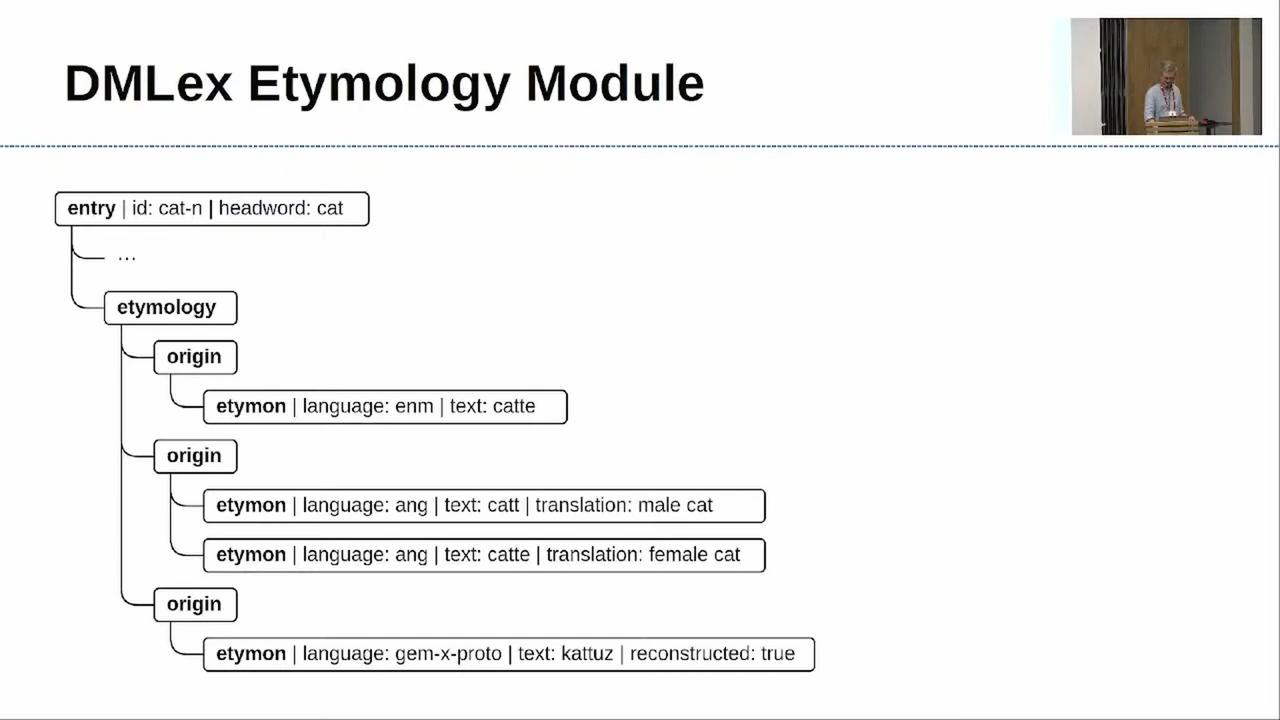 DMLex Etymology Module
entry | id: cat-n | headword: cat
...
etymology
origin
etymon | language: enm | text: catte
origin
etymon | language: ang | text: catt | translation: male cat
etymon | language: ang | text: catte | translation: female cat
origin
etymon | language: gem-x-proto | text: kattuz | reconstructed: true